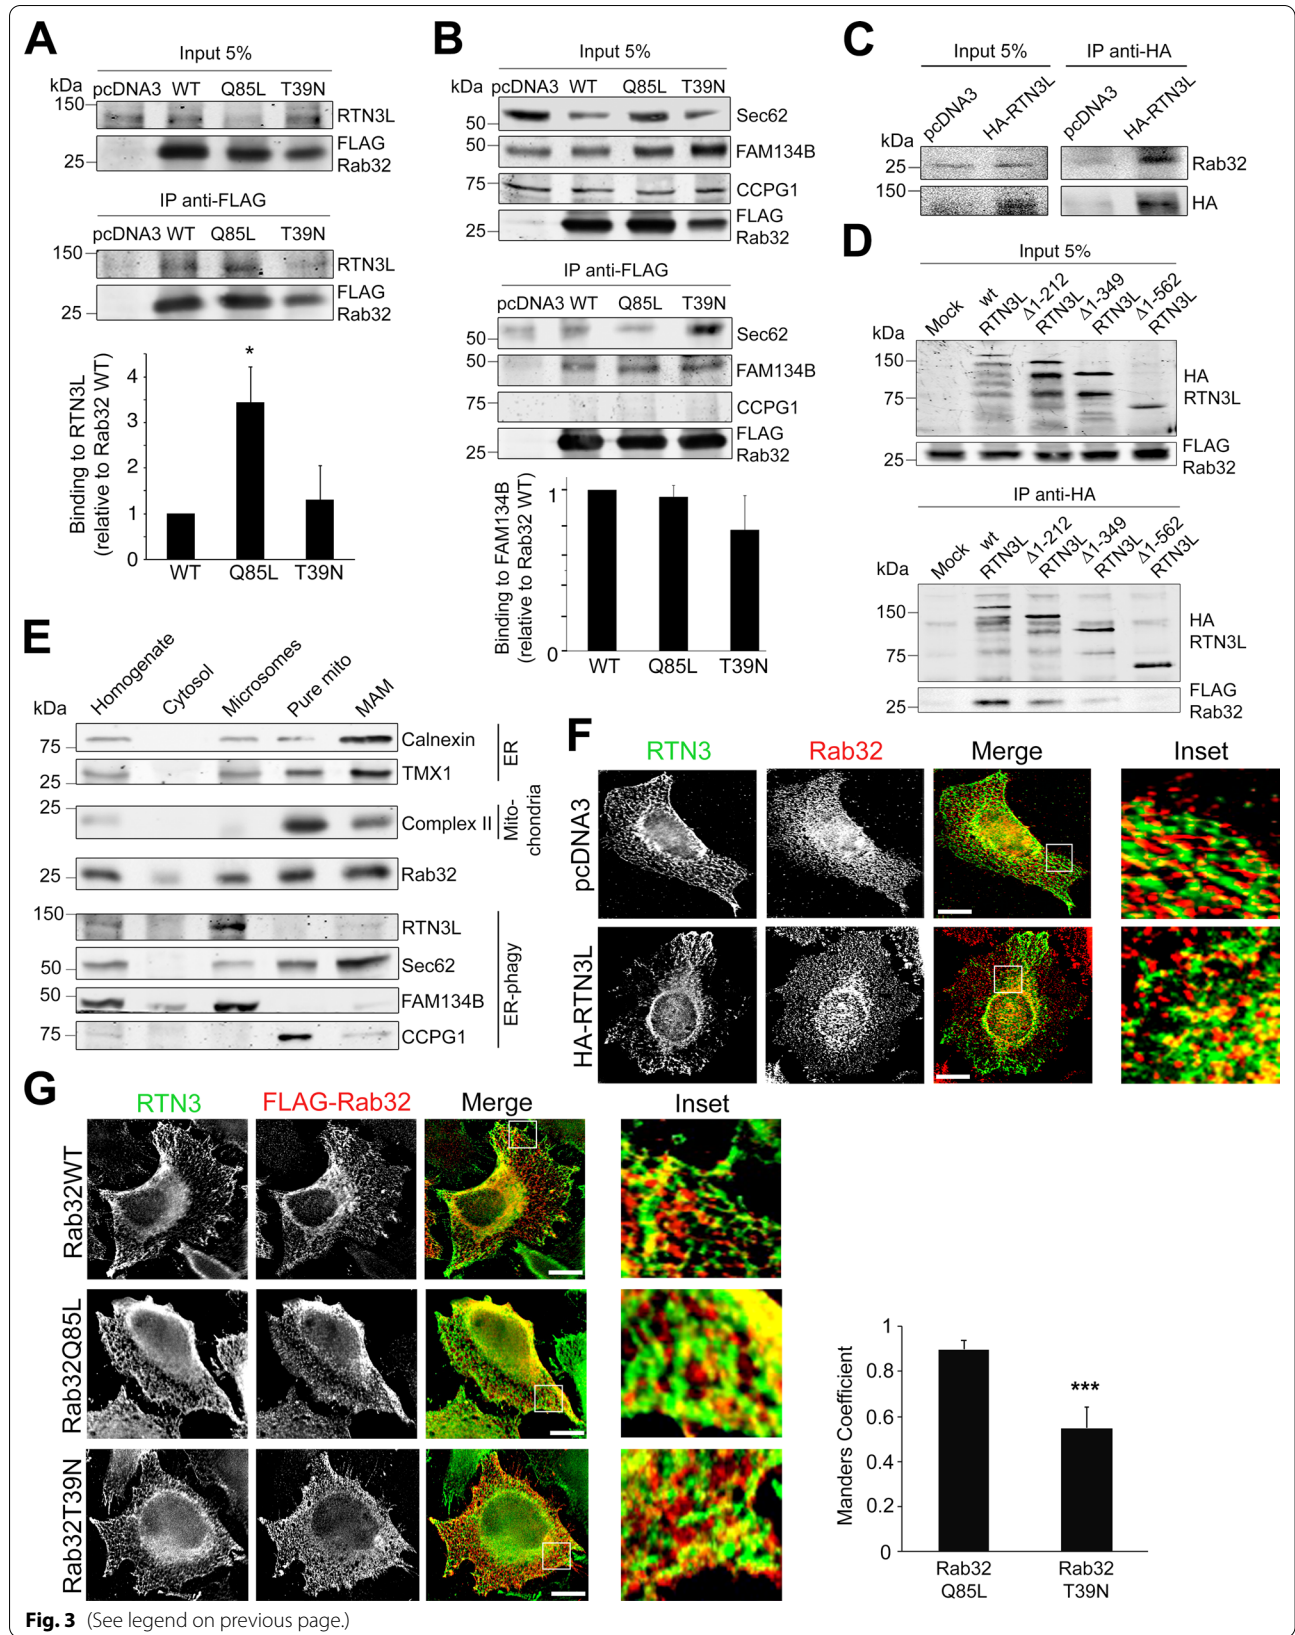 A
Input 5%
kDa
pcDNA3 WT Q85L T39N
150
RTN3L
FLAG
Rab32
25
IP anti-FLAG
pcDNA3 WT Q85L T39N
150
RTN3L
FLAG
Rab32
25
Binding to RTN3L
(relative to Rab32 WT)
4
3
2
1
0
*
WT Q85L T39N
B
Input 5%
kDa pcDNA3 WT Q85L T39N
Sec62
50
50
FAM134B
75
CCPG1
FLAG
Rab32
25
IP anti-FLAG
pcDNA3 WT Q85L T39N
Sec62
50
50
FAM134B
75
CCPG1
FLAG
Rab32
25
Binding to FAM134B
(relative to Rab32 WT)
1
0
WT Q85L T39N
C
Input 5% IP anti-HA
pcDNA3 HA-RTN3L pcDNA3 HA-RTN3L
kDa
25
Rab32
150
HA
D
Input 5%
Mock
wt
RTN3L
Δ1-212
RTN3L
Δ1-349
RTN3L
Δ1-562
RTN3L
kDa
150
75
HA
RTN3L
25
FLAG
Rab32
IP anti-HA
Mock
wt
RTN3L
Δ1-212
RTN3L
Δ1-349
RTN3L
Δ1-562
RTN3L
kDa
150
75
HA
RTN3L
25
FLAG
Rab32
E
Homogenate Cytosol Microsomes Pure mito MAM
kDa
75
Calnexin
25
TMX1
ER
25
Complex II
Mito-
chondria
25
Rab32
150
RTN3L
50
Sec62
50
FAM134B
75
CCPG1
ER-phagy
F
RTN3 Rab32 Merge Inset
pcDNA3
HA-RTN3L
G
RTN3 FLAG-Rab32 Merge Inset
Rab32WT
Rab32Q85L
Rab32T39N
Manders Coefficient
1
0.8
0.6
0.4
0.2
0
***
Rab32
Q85L
Rab32
T39N
Fig. 3 (See legend on previous page.)